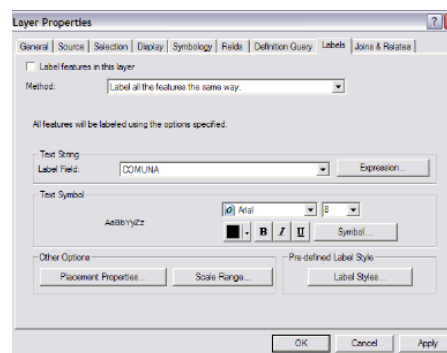 Layer Properties
General Source Selection Display Symbology Fields Definition Query Labels Joins & Relates
Label features in this layer
Method: Label all the features the same way.
All features will be labeled using the options specified.
Text String
Label Field: COMUNA Expression...
Text Symbol
AaBbYyZz Arial 8
B I U Symbol...
Other Options Pre-defined Label Style
Placement Properties... Scale Range... Label Styles...
OK Cancel Apply